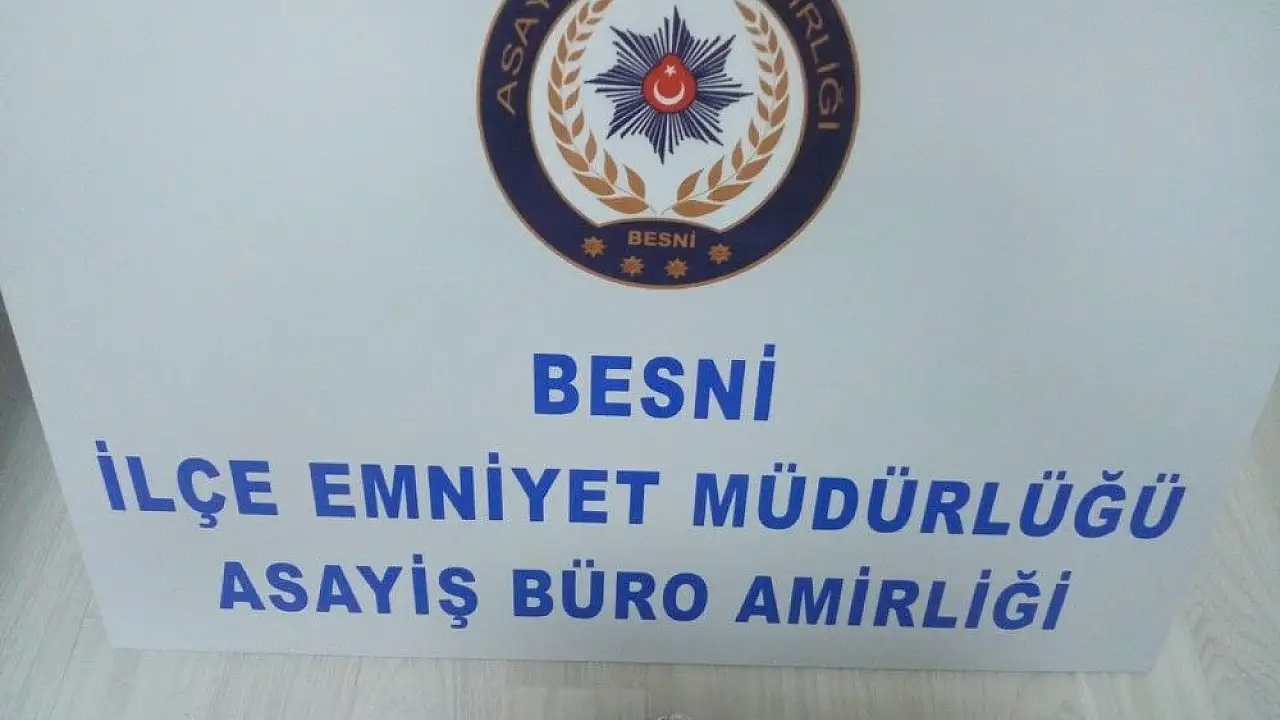 BESNİ
BESNİ
İLÇE EMNİYET MÜDÜRLÜĞÜ
ASAYİŞ BÜRO AMİRLİĞİ